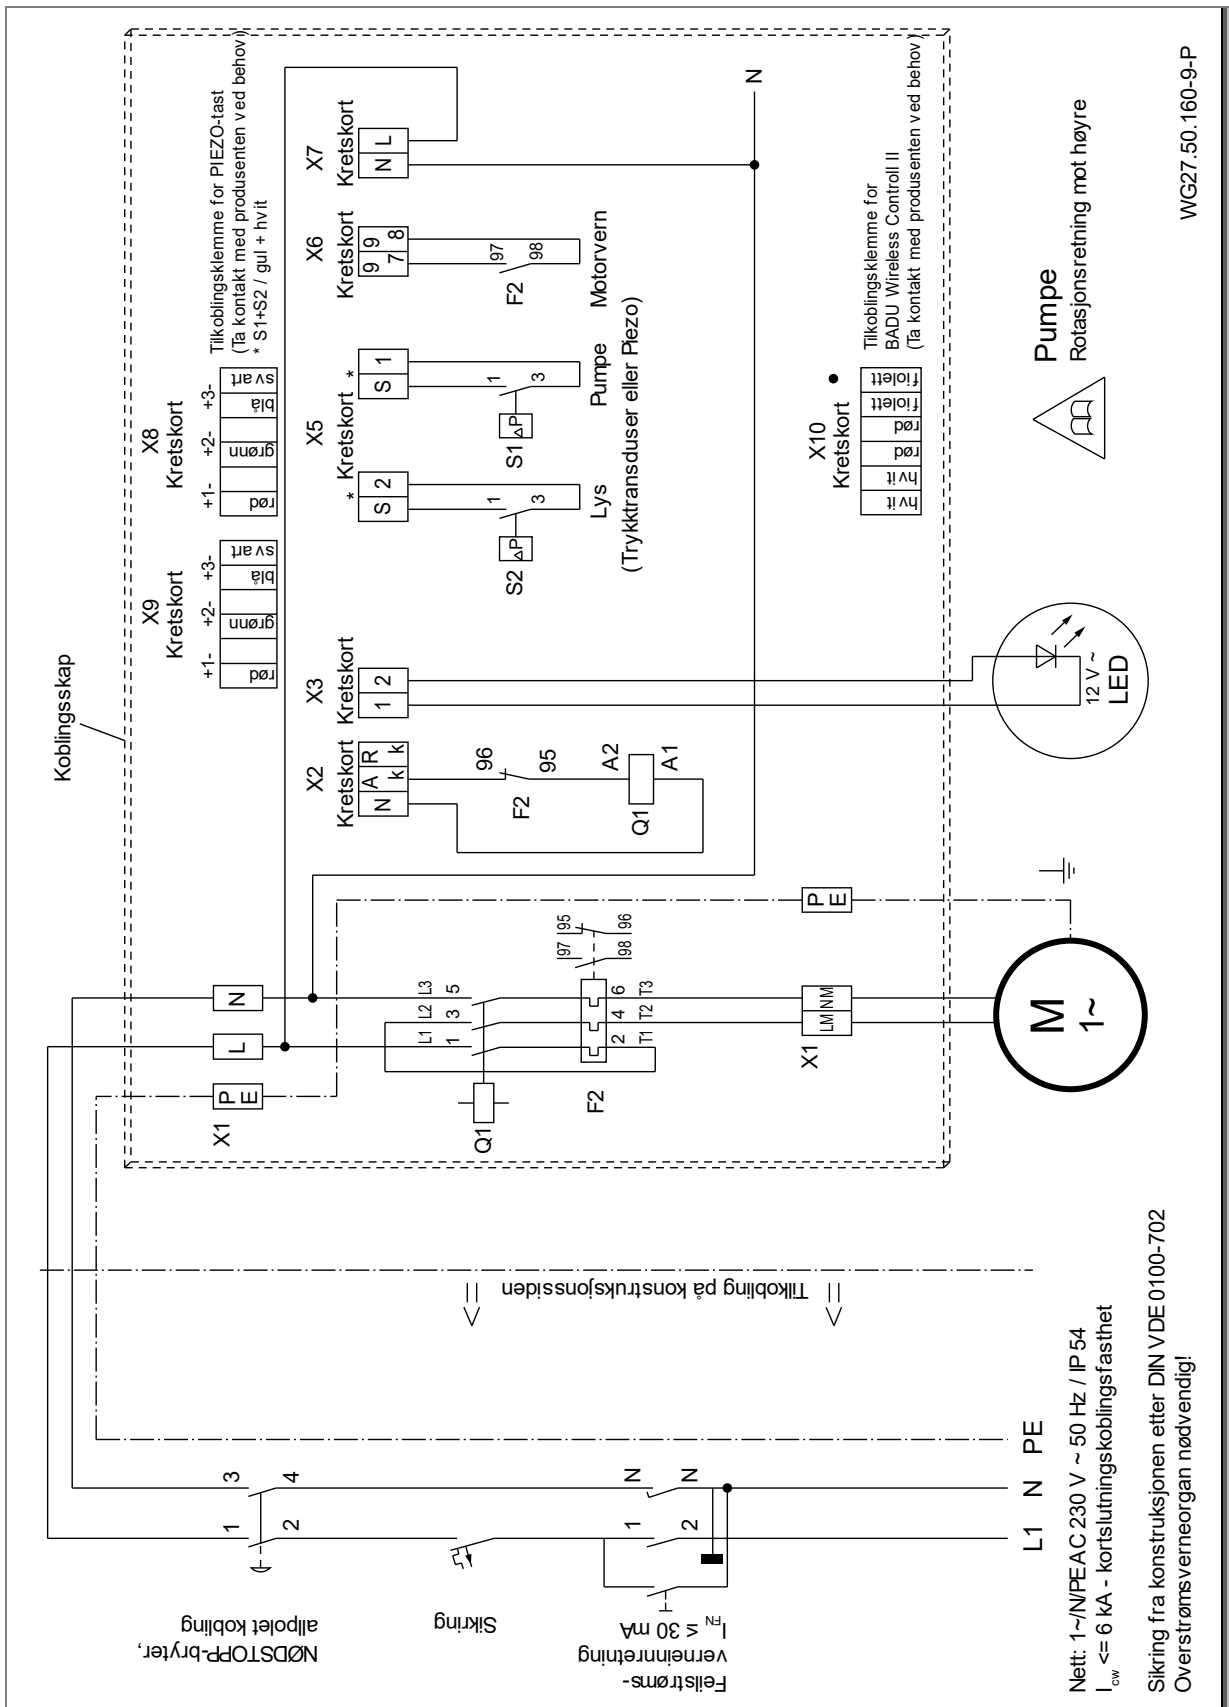 Koblingsskap
X9
Kretskort
+1- +2- +3-
rød
grønn
blå
svart
X8
Kretskort
+1- +2- +3-
rød
grønn
blå
svart
Tilkoblingsklemme for PIEZO-tast
(Ta kontakt med produsenten ved behov)
* S1+S2 / gul + hvit
X2
Kretskort
N A k R k
96
F2
95
A2
Q1
A1
X3
Kretskort
1 2
12 V ~
LED
X5
Kretskort
*
S 2
1
3
S2
ΔP
Lys
*
S 1
1
3
S1
ΔP
Pumpe
(Trykktransduser eller Piezo)
X6
Kretskort
9 7 9 8
97
98
F2
Motorvern
X7
Kretskort
N L
N
X10
Kretskort
hvit
hvit
rød
rød
fiolett
fiolett
Tilkoblingsklemme for
BADU Wireless Controll II
(Ta kontakt med produsenten ved behov)
X1
PE
L
N
L1 L2 L3
1 3 5
Q1
F2
2 4 6
T1 T2 T3
97 95
98 96
X1
LM NM
PE
M
1~
Pumpe
Rotasjonsretning mot høyre
WG27.50.160-9-P
Tilkobling på konstruksjonssiden
NØDSTOPP-bryter,
allpolet kobling
1 3
2 4
Sikring
Feilstrøms-
verneinnretning
IFN ≤ 30 mA
1 N
2 N
L1 N PE
Nett: 1~/N/PE AC 230 V ~ 50 Hz / IP 54
Icw <= 6 kA - kortslutningskoblingsfasthet
Sikring fra konstruksjonen etter DIN VDE 0100-702
Overstrømsverneorgan nødvendig!